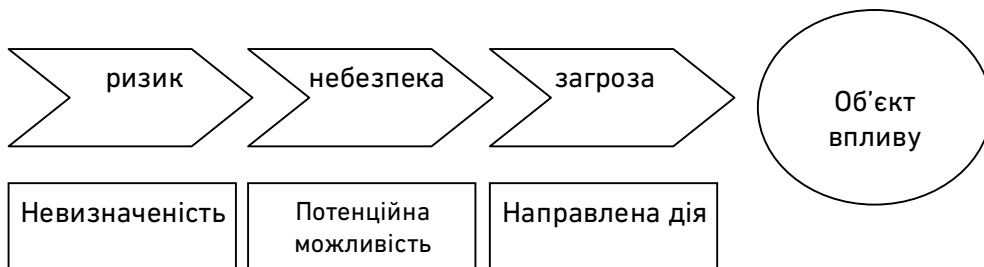 ризик
небезпека
загроза
Об’єкт
впливу
Невизначеність
Потенційна
можливість
Направлена дія